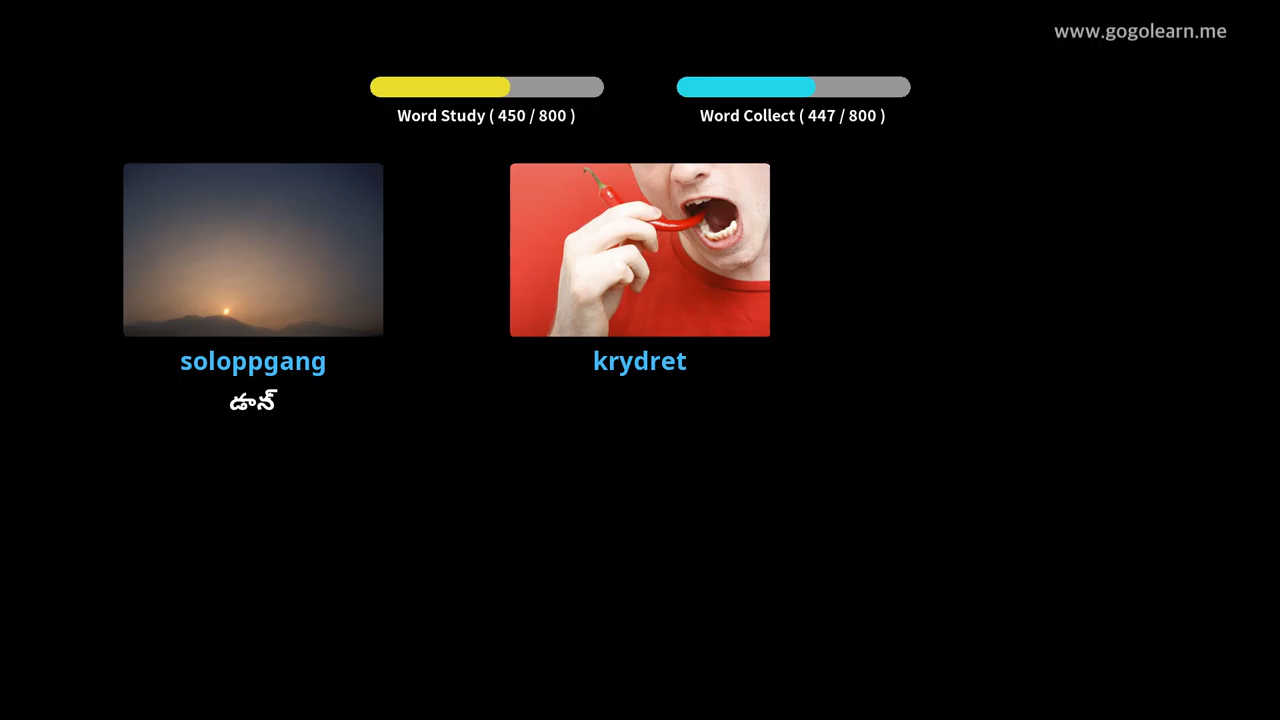 www.gogolearn.me
Word Study ( 450 / 800 )
Word Collect ( 447 / 800 )
soloppgang
krydret
డాన్